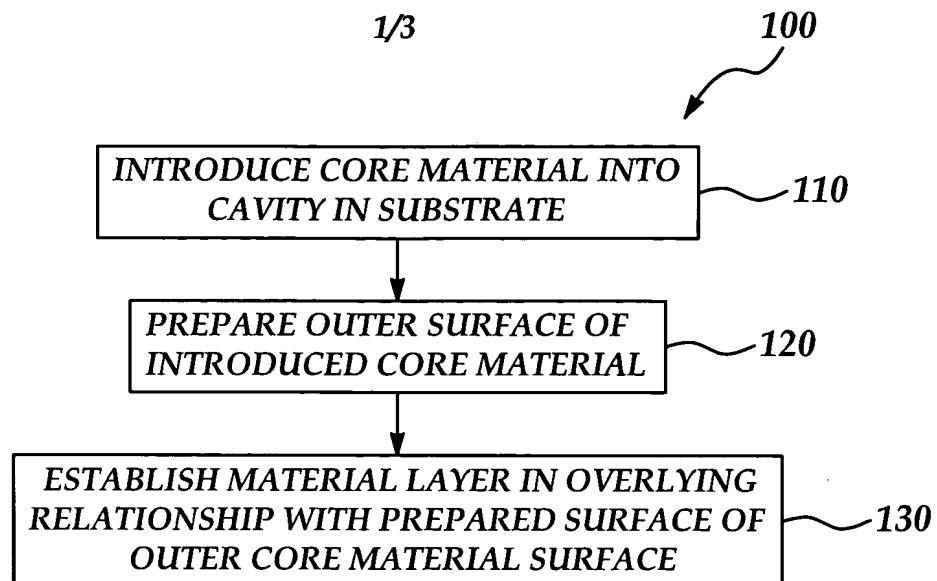 1/3
100
INTRODUCE CORE MATERIAL INTO
CAVITY IN SUBSTRATE
110
PREPARE OUTER SURFACE OF
INTRODUCED CORE MATERIAL
120
ESTABLISH MATERIAL LAYER IN OVERLYING
RELATIONSHIP WITH PREPARED SURFACE OF
OUTER CORE MATERIAL SURFACE
130